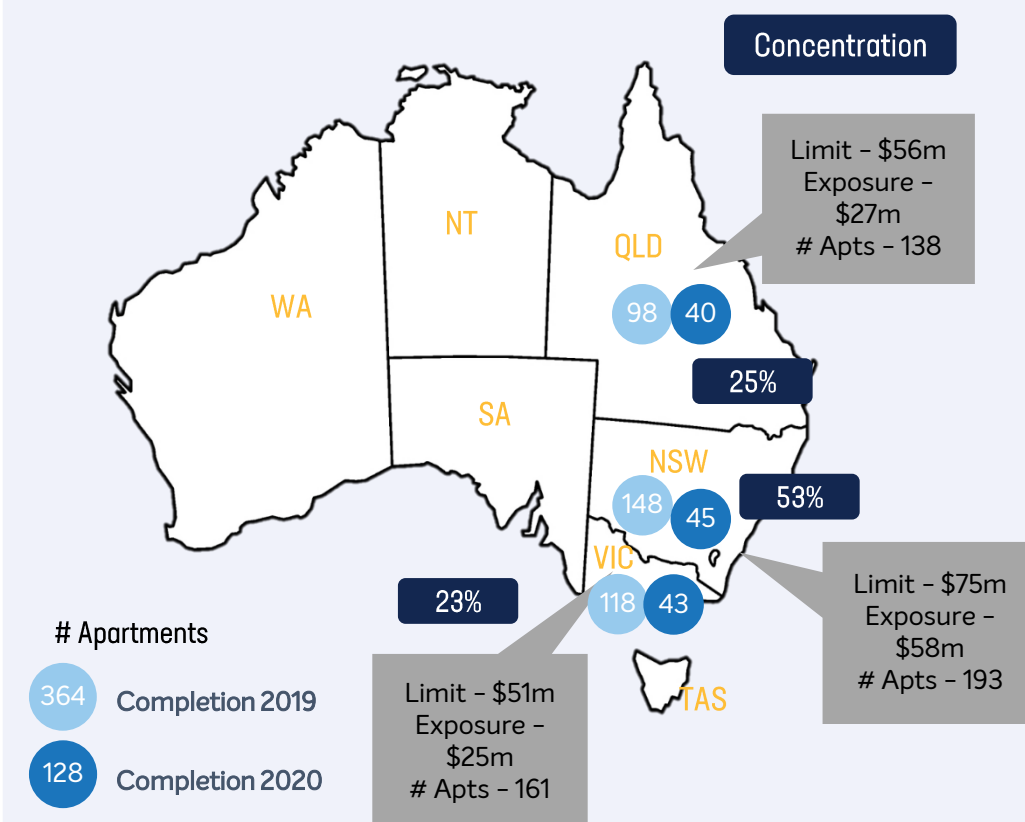 Concentration
Limit – $56m
Exposure –
$27m
# Apts – 138
NT
QLD
WA
98
40
25%
SA
NSW
148
45
53%
VIC
118
43
23%
Limit – $75m
Exposure –
$58m
# Apts – 193
# Apartments
364
Completion 2019
128
Completion 2020
Limit – $51m
Exposure –
$25m
# Apts – 161
TAS